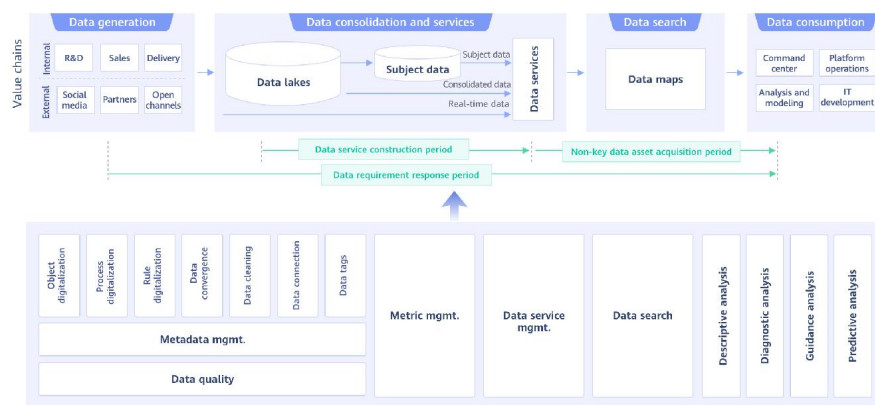 Data generation
Data consolidation and services
Data search
Data consumption
Value chains
Internal
R&D
Sales
Delivery
External
Social
media
Partners
Open
channels
Data lakes
Subject data
Subject data
Consolidated data
Real-time data
Data services
Data maps
Command
center
Platform
operations
Analysis and
modeling
IT
development
Data service construction period
Non-key data asset acquisition period
Data requirement response period
Object
digitalization
Process
digitalization
Rule
digitalization
Data
convergence
Data cleaning
Data connection
Data tags
Metadata mgmt.
Data quality
Metric mgmt.
Data service
mgmt.
Data search
Descriptive analysis
Diagnostic analysis
Guidance analysis
Predictive analysis